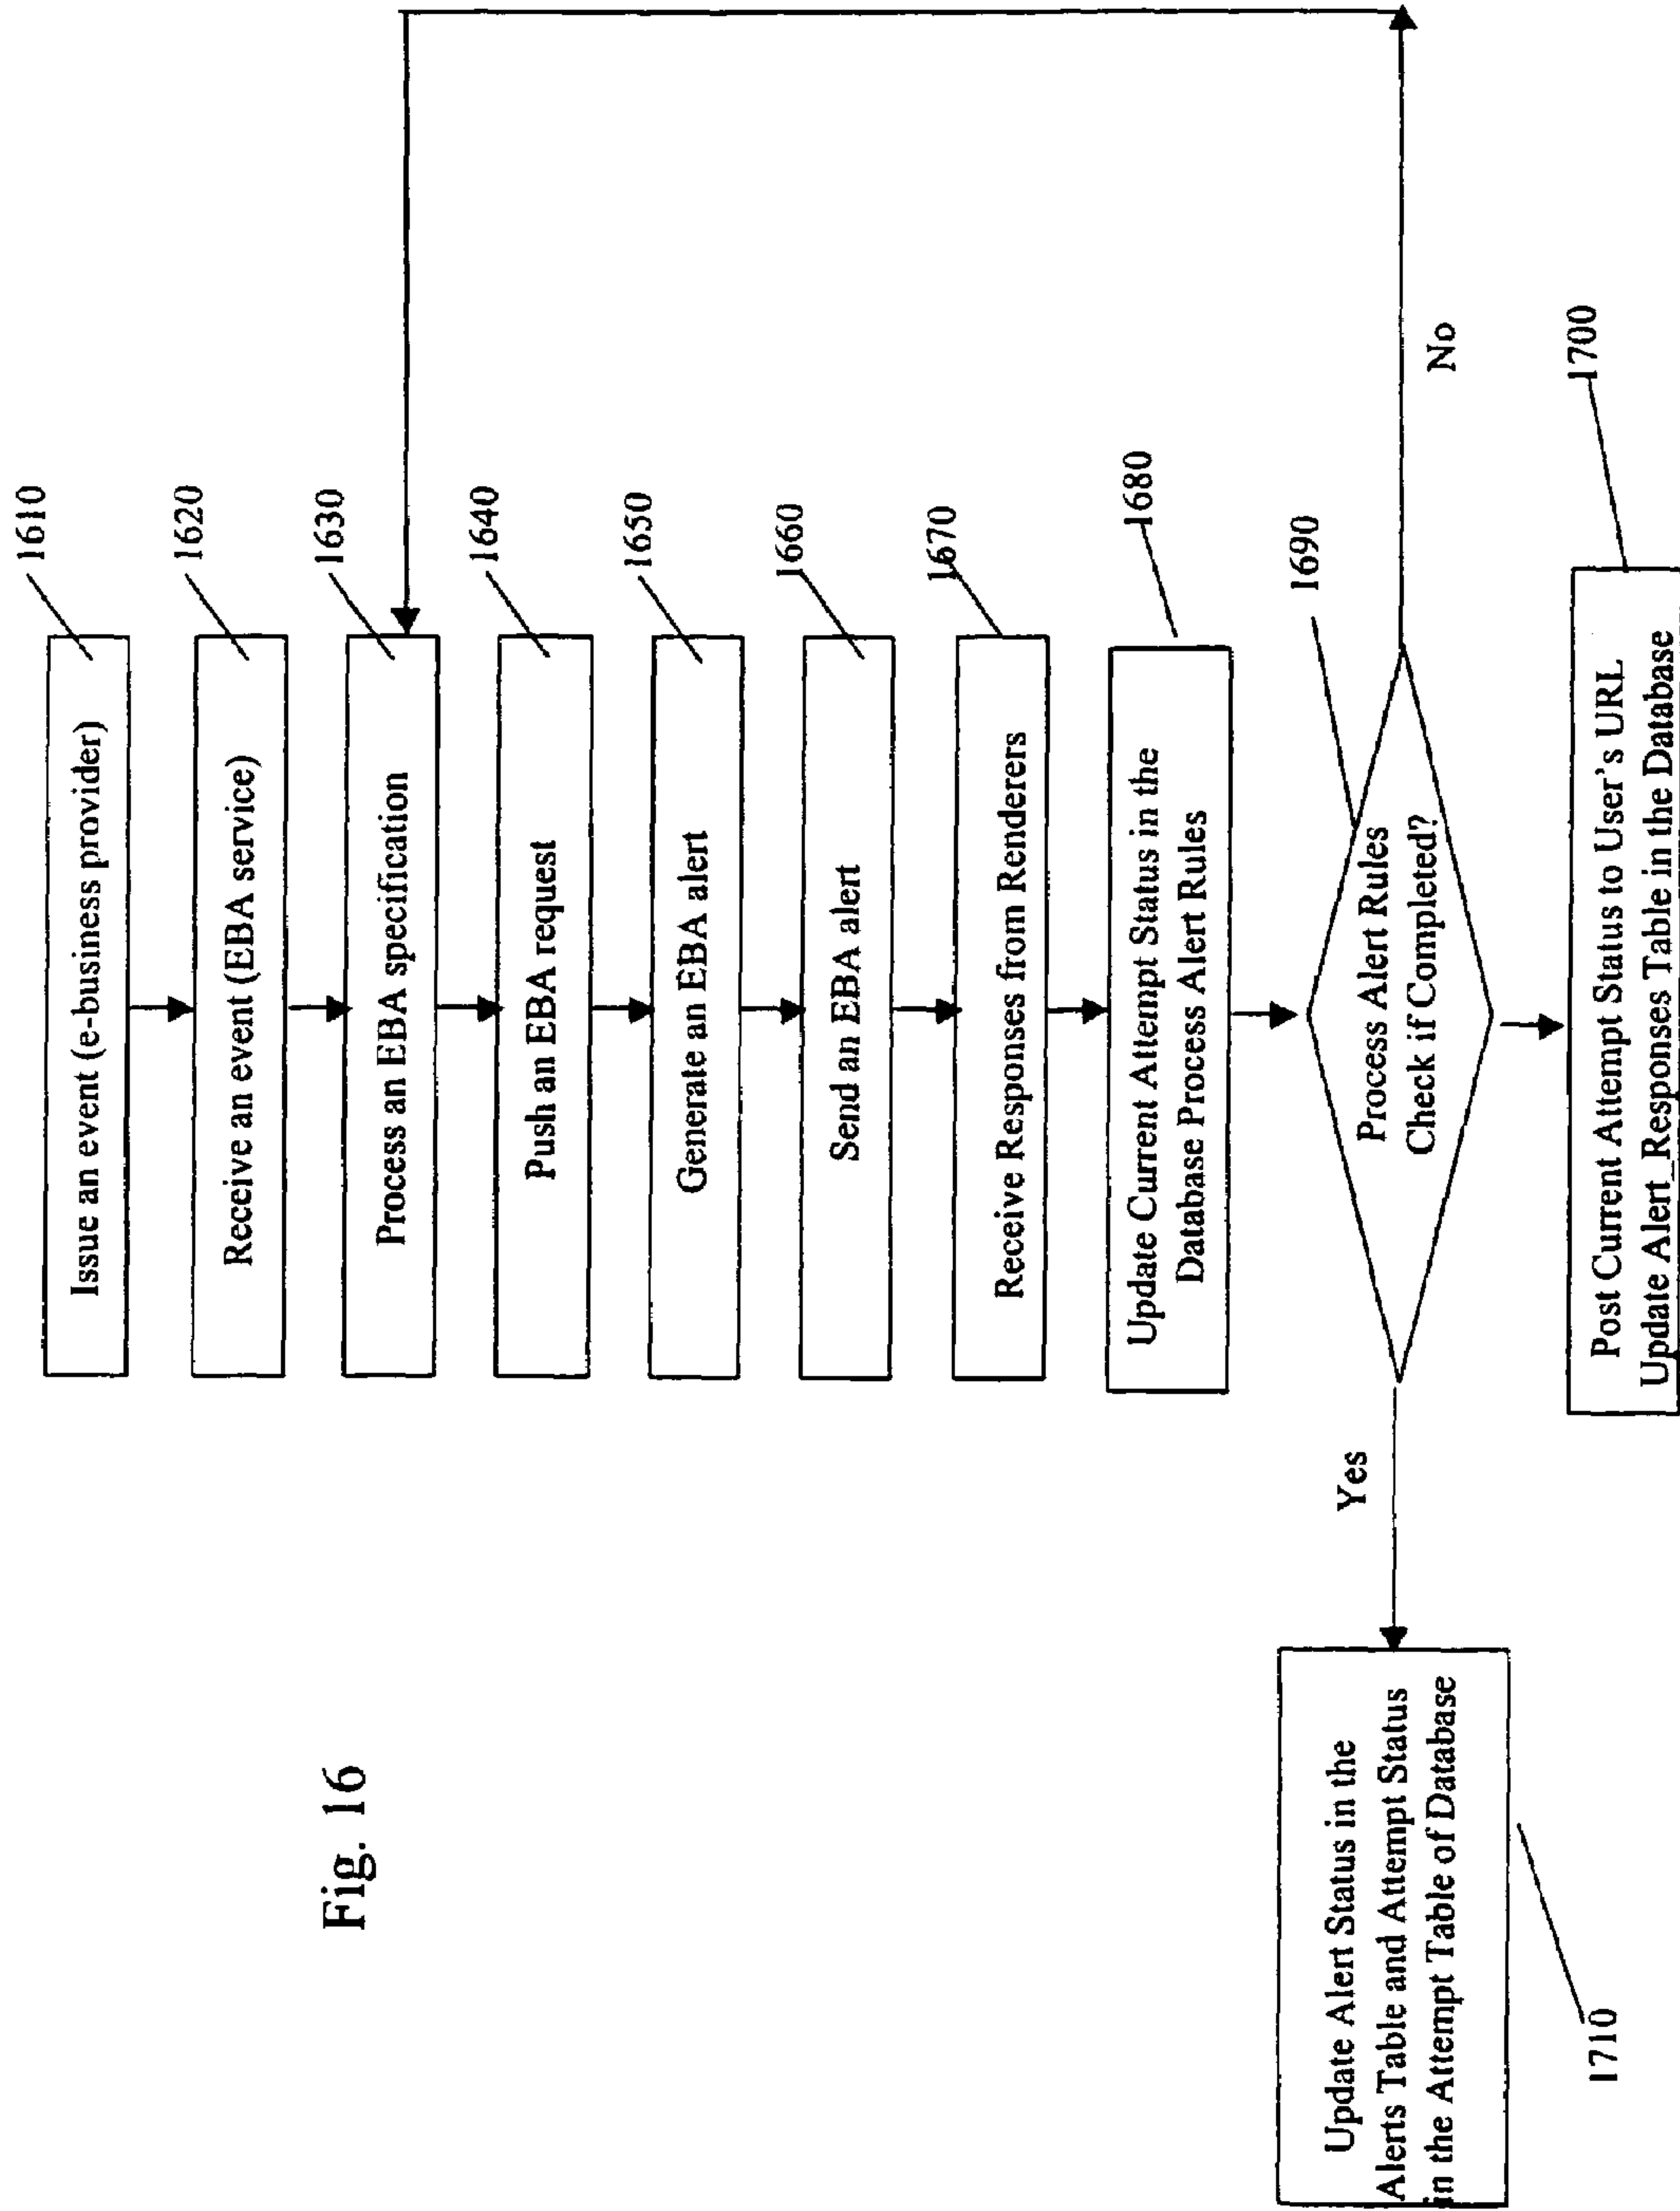 Fig. 16
Issue an event (e-business provider)
1610
Receive an event (EBA service)
1620
Process an EBA specification
1630
Push an EBA request
1640
Generate an EBA alert
1650
Send an EBA alert
1660
Receive Responses from Renderers
1670
Update Current Attempt Status in the
Database Process Alert Rules
1680
Process Alert Rules
Check if Completed?
1690
Yes
No
Update Alert Status in the
Alerts Table and Attempt Status
in the Attempt Table of Database
1710
Post Current Attempt Status to User's URL
Update Alert_Responses Table in the Database
1700